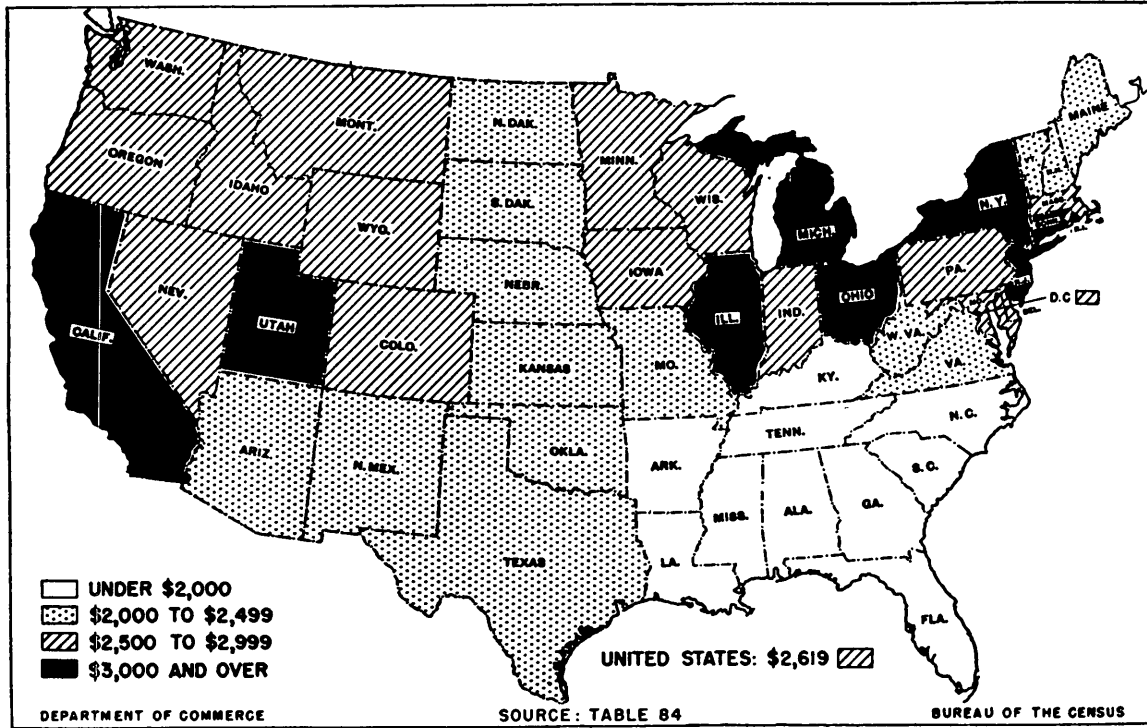 WASH.
MONT.
N. DAK.
MINN.
MAINE
OREGON
IDAHO
S. DAK.
WIS.
VT.
N.H.
MASS.
N.Y.
WYO.
MICH.
NEBR.
IOWA
PA.
NEV.
UTAH
ILL.
IND.
OHIO
N.J.
D.C
DEL.
CALIF.
COLO.
KANSAS
MO.
W. VA.
VA.
KY.
N.C.
ARIZ.
N. MEX.
OKLA.
TENN.
ARK.
S.C.
TEXAS
LA.
MISS.
ALA.
GA.
FLA.
UNDER $2,000
$2,000 TO $2,499
$2,500 TO $2,999
$3,000 AND OVER
UNITED STATES: $2,619
DEPARTMENT OF COMMERCE
SOURCE: TABLE 84
BUREAU OF THE CENSUS